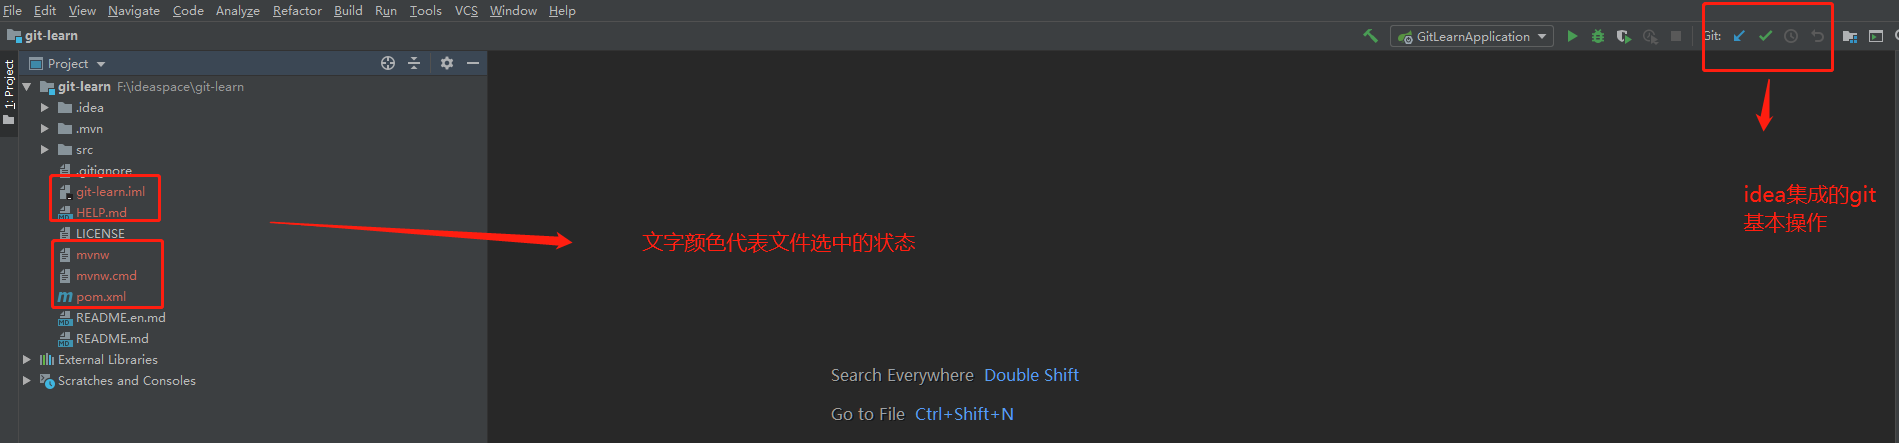 File Edit View Navigate Code Analyze Refactor Build Run Tools VCS Window Help
git-learn
GitLearnApplication
Git:
1: Project
Project
git-learn F:\ideaspace\git-learn
.idea
.mvn
src
.gitignore
git-learn.iml
HELP.md
LICENSE
mvnw
mvnw.cmd
pom.xml
README.en.md
README.md
External Libraries
Scratches and Consoles
文字颜色代表文件选中的状态
idea集成的git
基本操作
Search Everywhere Double Shift
Go to File Ctrl+Shift+N